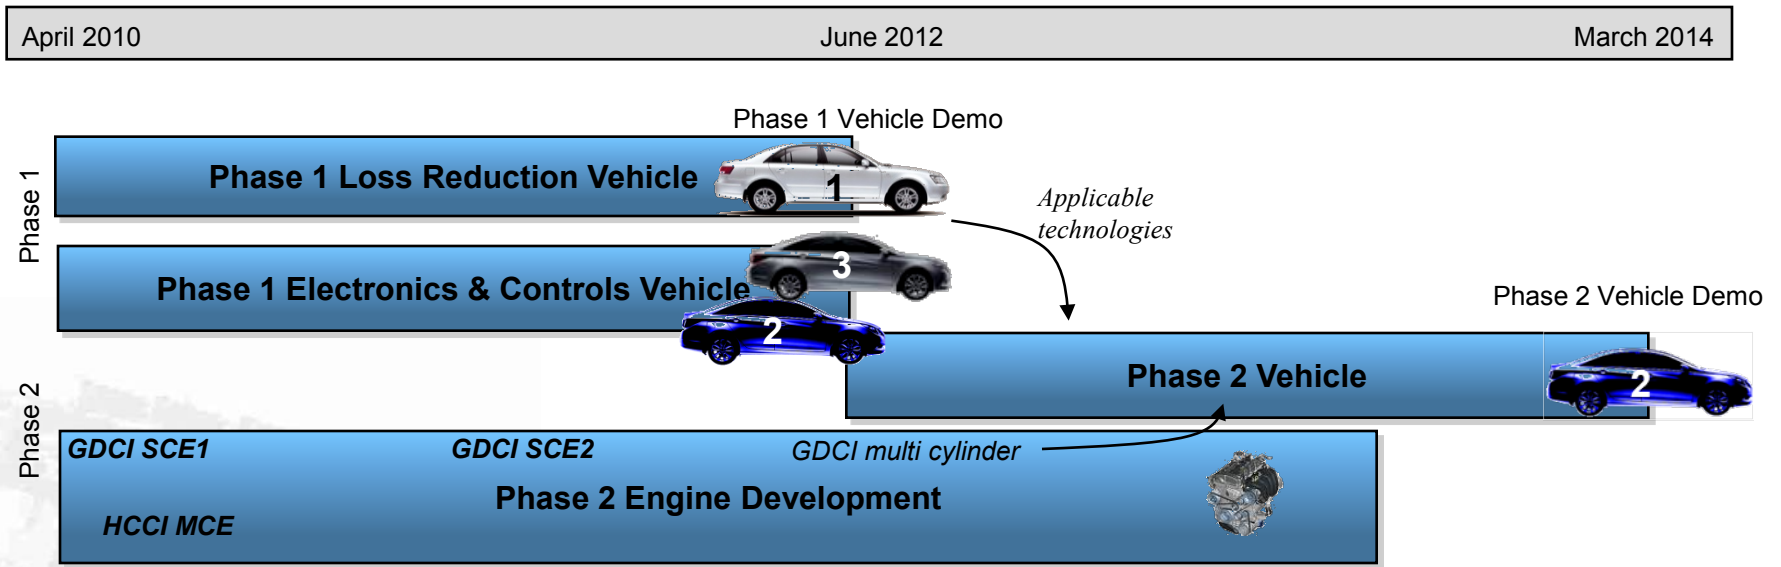 April 2010 June 2012 March 2014
Phase 1 Vehicle Demo
Phase 1
Phase 1 Loss Reduction Vehicle
1
Applicable
technologies
Phase 1 Electronics & Controls Vehicle
3
2
Phase 2 Vehicle Demo
Phase 2
Phase 2 Vehicle
2
GDCI SCE1 GDCI SCE2 GDCI multi cylinder
Phase 2 Engine Development
HCCI MCE